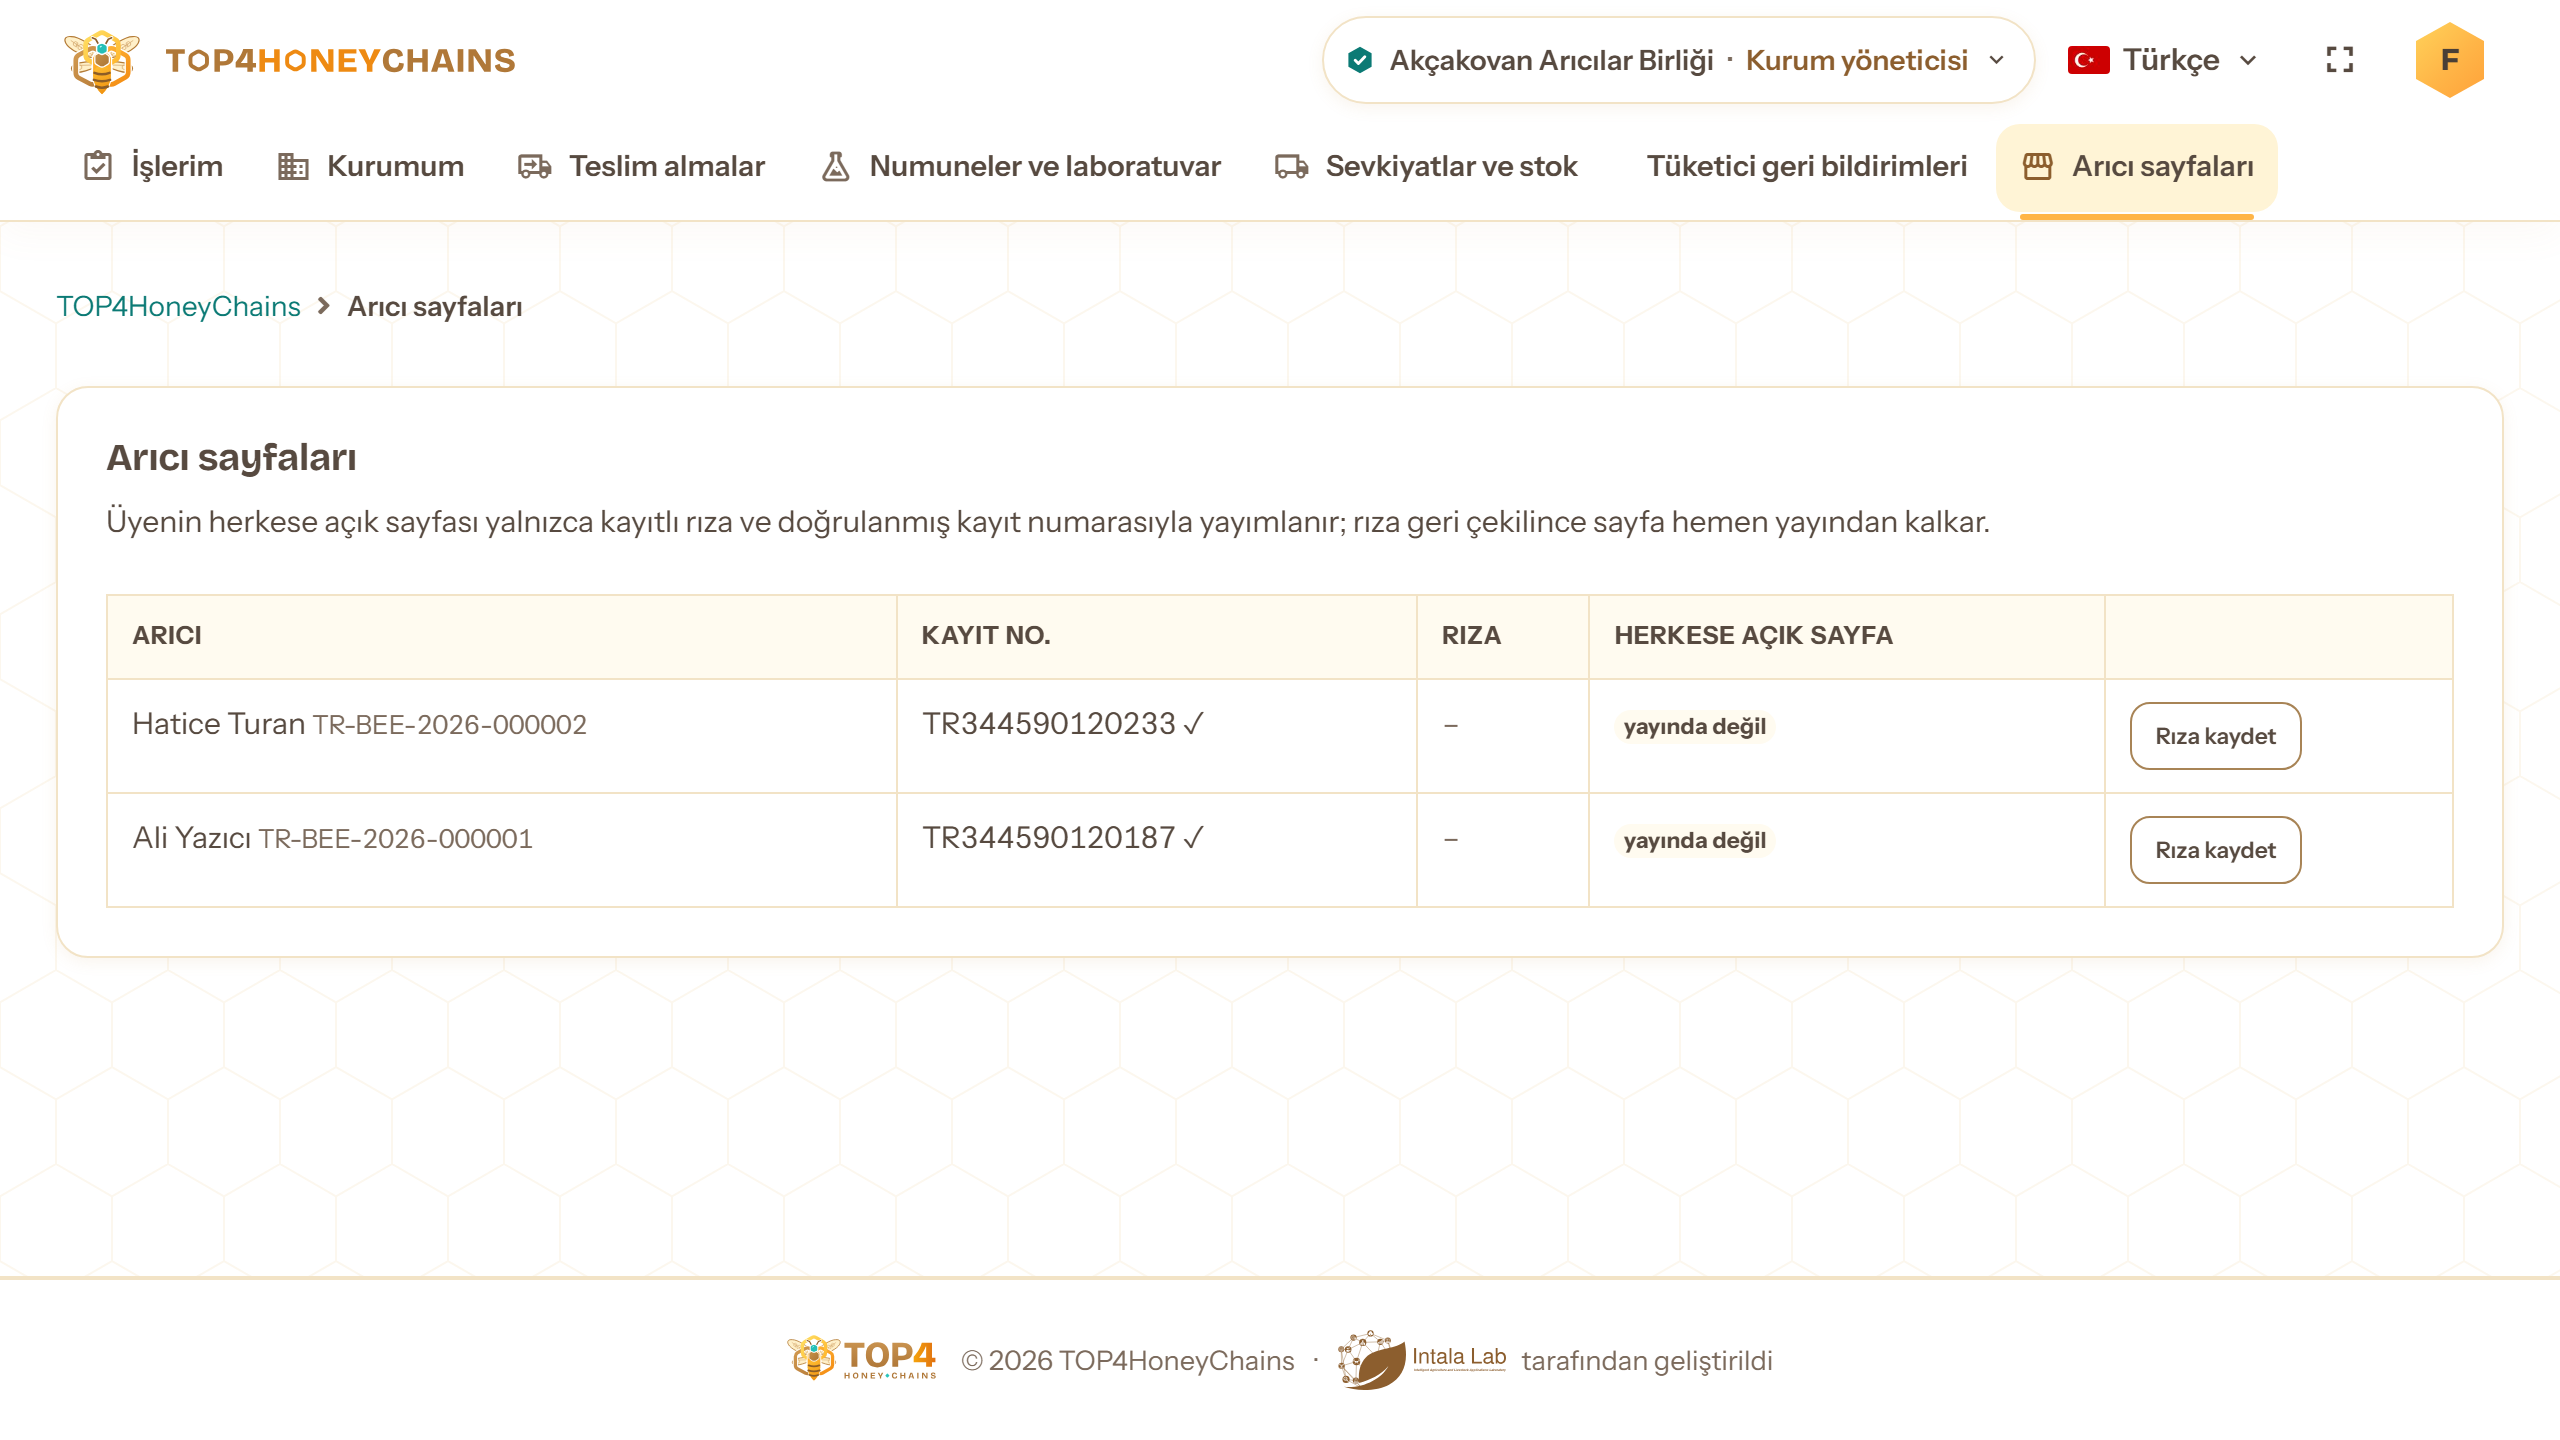 TOP4HONEYCHAINS
Akçakovan Arıcılar Birliği · Kurum yöneticisi
Türkçe
F
İşlerim
Kurumum
Teslim almalar
Numuneler ve laboratuvar
Sevkiyatlar ve stok
Tüketici geri bildirimleri
Arıcı sayfaları
TOP4HoneyChains > Arıcı sayfaları
Arıcı sayfaları
Üyenin herkese açık sayfası yalnızca kayıtlı rıza ve doğrulanmış kayıt numarasıyla yayımlanır; rıza geri çekilince sayfa hemen yayından kalkar.
ARICI KAYIT NO. RIZA HERKESE AÇIK SAYFA
Hatice Turan TR-BEE-2026-000002 TR344590120233 ✓ – yayında değil Rıza kaydet
Ali Yazıcı TR-BEE-2026-000001 TR344590120187 ✓ – yayında değil Rıza kaydet
TOP4
HONEY CHAINS
© 2026 TOP4HoneyChains · Intala Lab tarafından geliştirildi